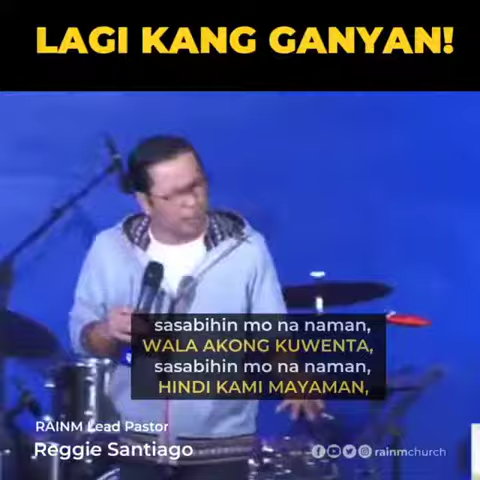 LAGI KANG GANYAN!
sasabihin mo na naman,
WALA AKONG KUWENTA,
sasabihin mo na naman,
HINDI KAMI MAYAMAN,
RAINM Lead Pastor
Reggie Santiago
rainmchurch